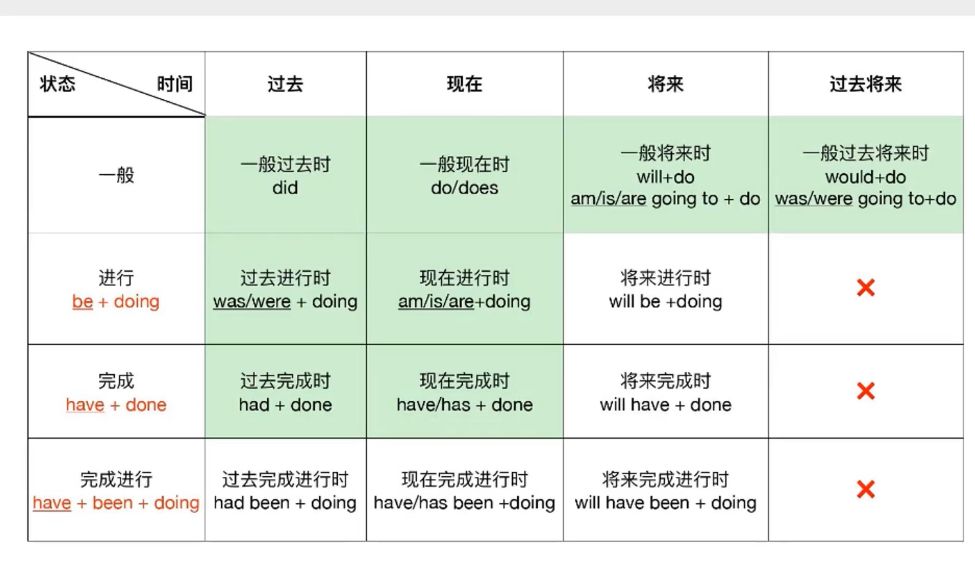 状态 时间 过去 现在 将来 过去将来
一般
一般过去时
did
一般现在时
do/does
一般将来时
will+do
am/is/are going to + do
一般过去将来时
would+do
was/were going to+do
进行
be + doing
过去进行时
was/were + doing
现在进行时
am/is/are+doing
将来进行时
will be +doing
完成
have + done
过去完成时
had + done
现在完成时
have/has + done
将来完成时
will have + done
完成进行
have + been + doing
过去完成进行时
had been + doing
现在完成进行时
have/has been +doing
将来完成进行时
will have been + doing